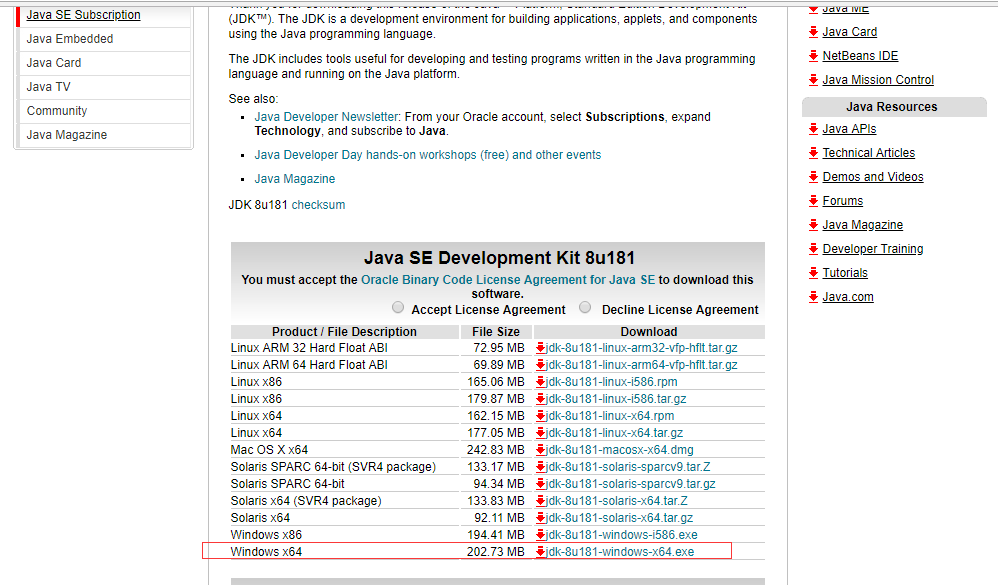 Java SE Subscription
Java Embedded
Java Card
Java TV
Community
Java Magazine
(JDK™). The JDK is a development environment for building applications, applets, and components
using the Java programming language.
The JDK includes tools useful for developing and testing programs written in the Java programming
language and running on the Java platform.
See also:
Java Developer Newsletter: From your Oracle account, select Subscriptions, expand
Technology, and subscribe to Java.
Java Developer Day hands-on workshops (free) and other events
Java Magazine
JDK 8u181 checksum
Java SE Development Kit 8u181
You must accept the Oracle Binary Code License Agreement for Java SE to download this
software.
Accept License Agreement Decline License Agreement
Product / File Description File Size Download
Linux ARM 32 Hard Float ABI 72.95 MB jdk-8u181-linux-arm32-vfp-hflt.tar.gz
Linux ARM 64 Hard Float ABI 69.89 MB jdk-8u181-linux-arm64-vfp-hflt.tar.gz
Linux x86 165.06 MB jdk-8u181-linux-i586.rpm
Linux x86 179.87 MB jdk-8u181-linux-i586.tar.gz
Linux x64 162.15 MB jdk-8u181-linux-x64.rpm
Linux x64 177.05 MB jdk-8u181-linux-x64.tar.gz
Mac OS X x64 242.83 MB jdk-8u181-macosx-x64.dmg
Solaris SPARC 64-bit (SVR4 package) 133.17 MB jdk-8u181-solaris-sparcv9.tar.Z
Solaris SPARC 64-bit 94.34 MB jdk-8u181-solaris-sparcv9.tar.gz
Solaris x64 (SVR4 package) 133.83 MB jdk-8u181-solaris-x64.tar.Z
Solaris x64 92.11 MB jdk-8u181-solaris-x64.tar.gz
Windows x86 194.41 MB jdk-8u181-windows-i586.exe
Windows x64 202.73 MB jdk-8u181-windows-x64.exe
Java ME
Java Card
NetBeans IDE
Java Mission Control
Java Resources
Java APIs
Technical Articles
Demos and Videos
Forums
Java Magazine
Developer Training
Tutorials
Java.com